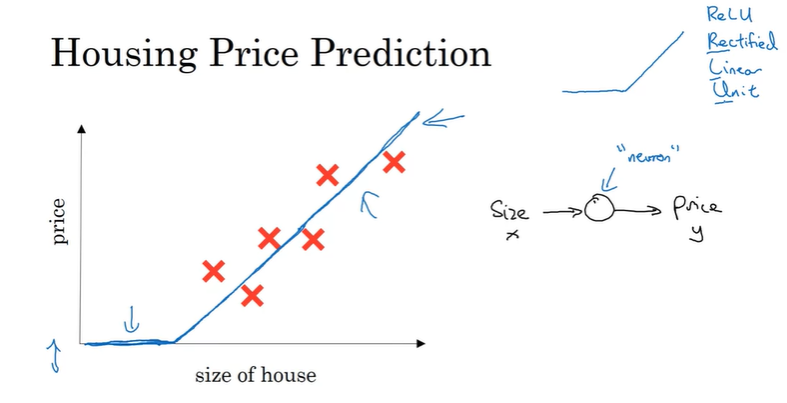 Housing Price Prediction
ReLU
Rectified
Linear
Unit
price
size of house
"neuron"
Size
x
Price
y